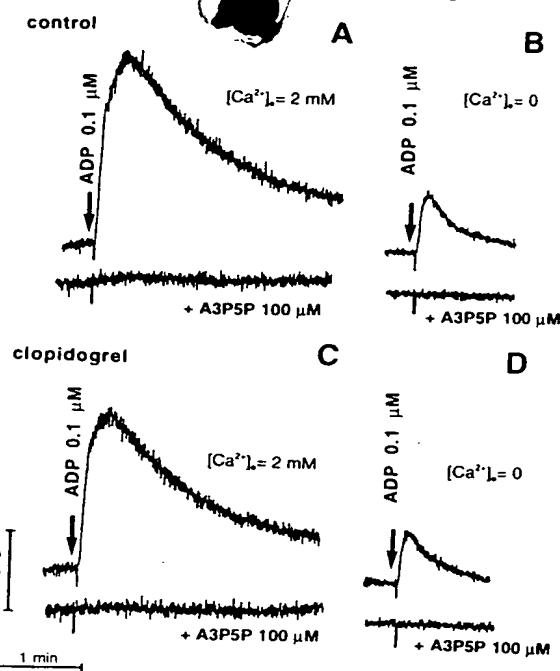 control
A
ADP 0.1 µM
[Ca²⁺]ₑ= 2 mM
+ A3P5P 100 µM
B
ADP 0.1 µM
[Ca²⁺]ₑ= 0
+ A3P5P 100 µM
clopidogrel
C
ADP 0.1 µM
[Ca²⁺]ₑ= 2 mM
+ A3P5P 100 µM
D
ADP 0.1 µM
[Ca²⁺]ₑ= 0
+ A3P5P 100 µM
1 min